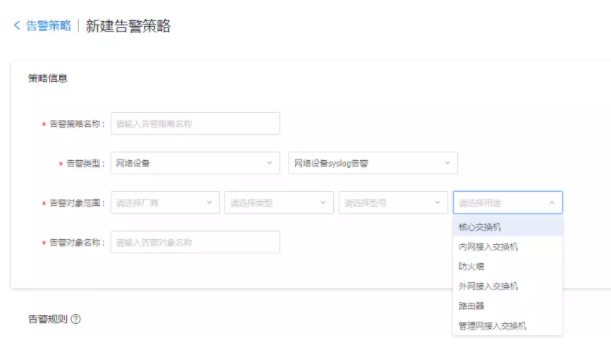 告警策略 | 新建告警策略
策略信息
* 告警策略名称： 请输入告警策略名称
* 告警类型： 网络设备 网络设备syslog告警
* 告警对象范围： 请选择厂商 请选择类型 请选择型号 请选择用途
核心交换机
* 告警对象名称： 请输入告警对象名称
内网接入交换机
防火墙
外网接入交换机
路由器
管理网接入交换机
告警规则